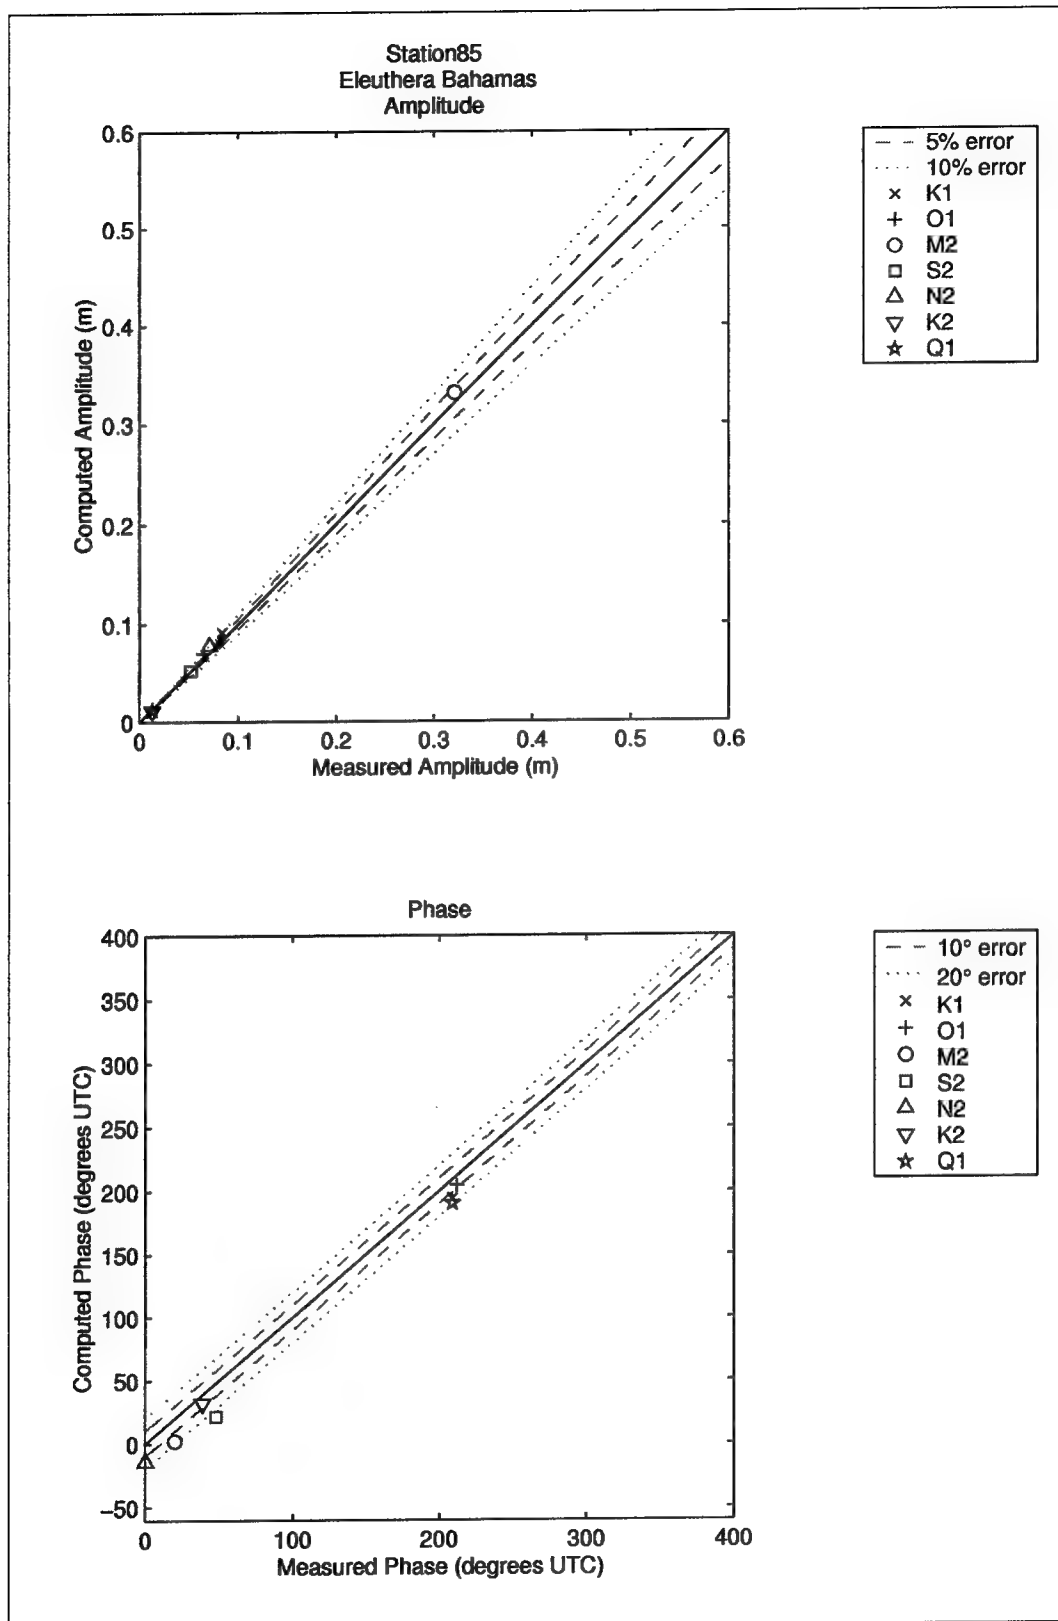 Station85
Eleuthera Bahamas
Amplitude
0.6
0.5
0.4
0.3
0.2
0.1
0
Computed Amplitude (m)
0 0.1 0.2 0.3 0.4 0.5 0.6
Measured Amplitude (m)
5% error
10% error
K1
O1
M2
S2
N2
K2
Q1
Phase
400
350
300
250
200
150
100
50
0
−50
Computed Phase (degrees UTC)
0 100 200 300 400
Measured Phase (degrees UTC)
10° error
20° error
K1
O1
M2
S2
N2
K2
Q1